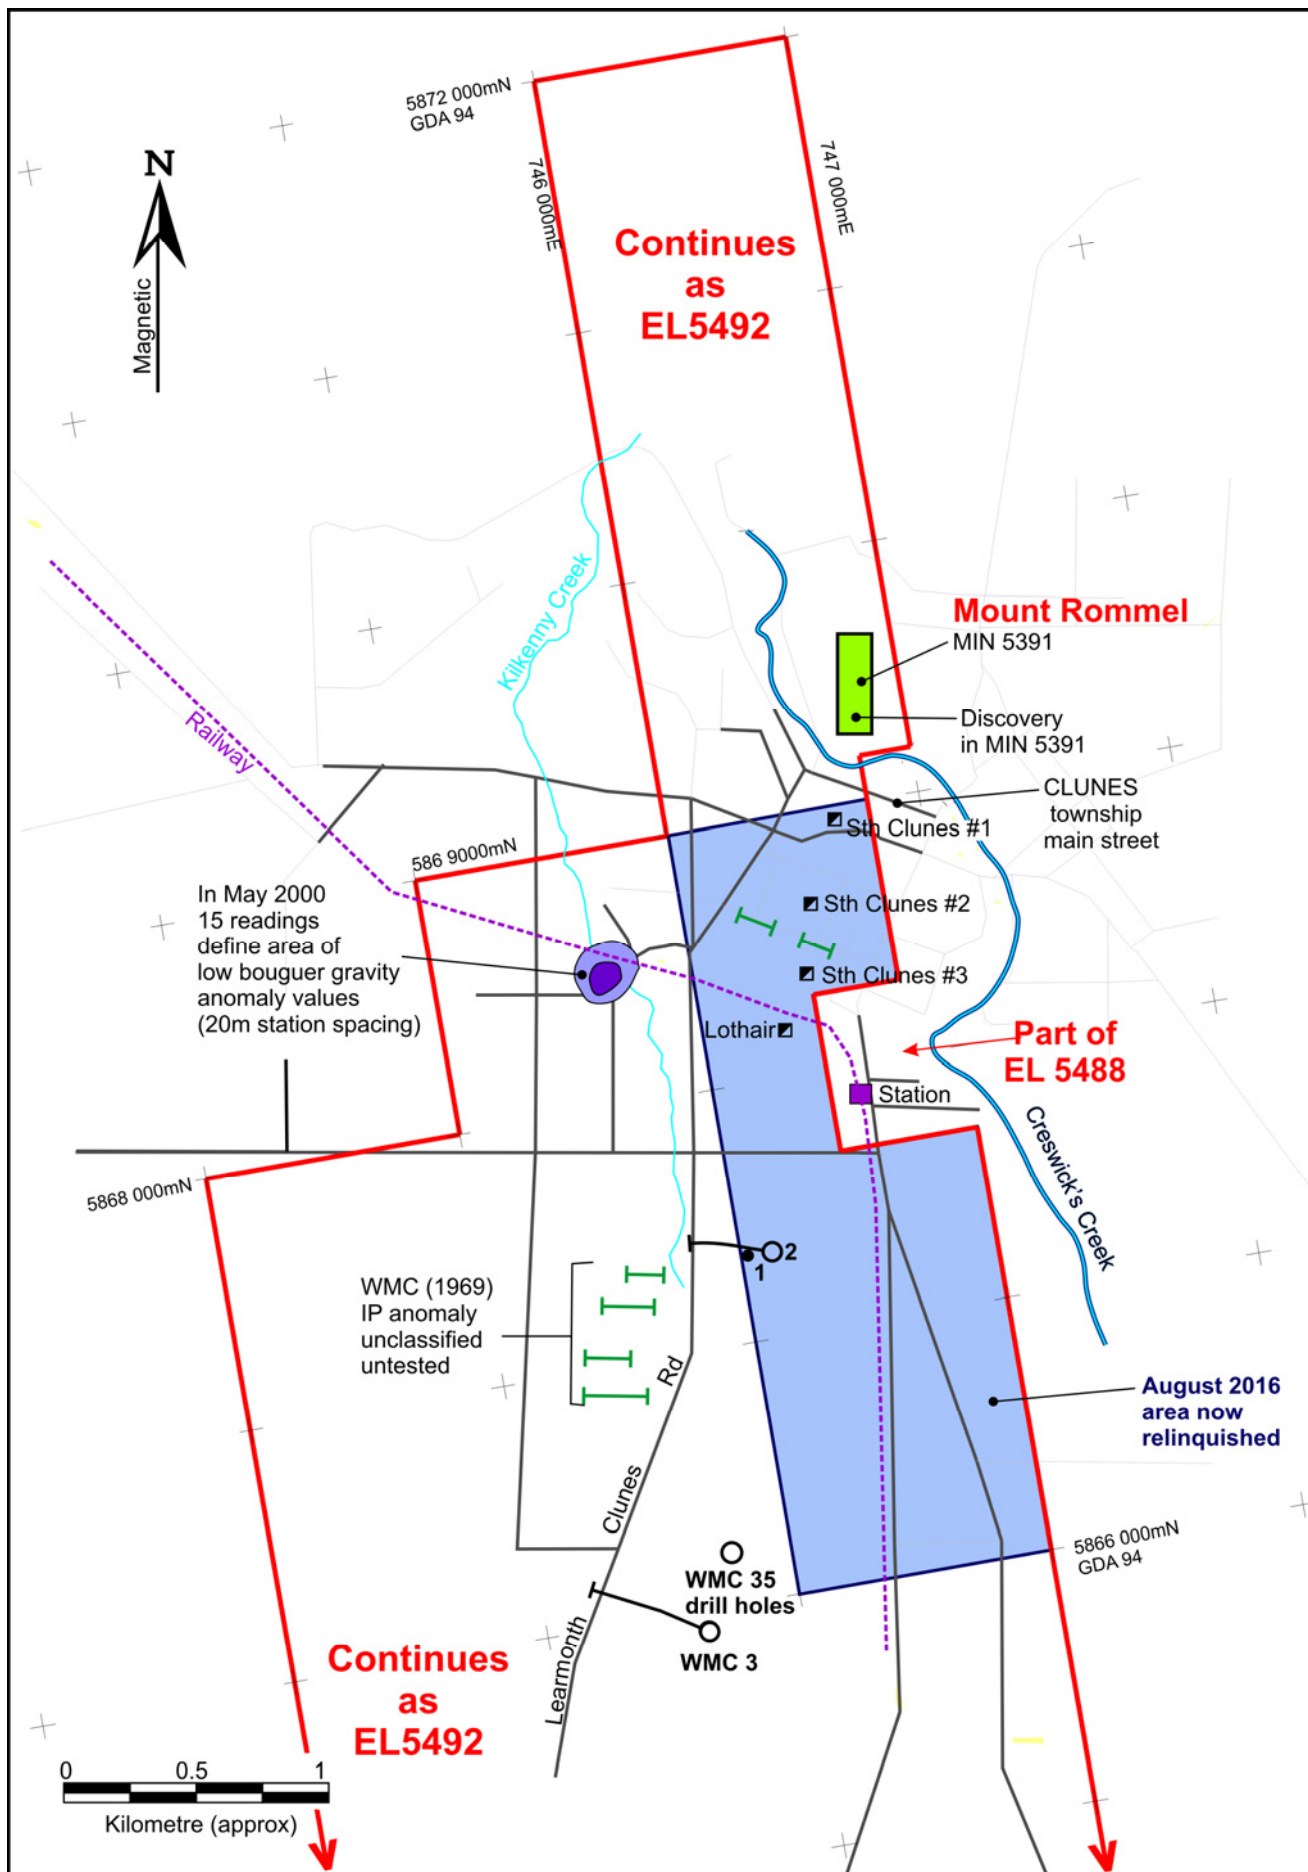 5872 000mN
GDA 94
N
Magnetic
746 000mE
747 000mE
Continues
as
EL5492
Kilkenny Creek
Railway
Mount Rommel
MIN 5391
Discovery
in MIN 5391
CLUNES
township
main street
Sth Clunes #1
586 9000mN
In May 2000
15 readings
define area of
low bouguer gravity
anomaly values
(20m station spacing)
Sth Clunes #2
Sth Clunes #3
Lothair
Part of
EL 5488
Station
Creswick's Creek
5868 000mN
2
1
WMC (1969)
IP anomaly
unclassified
untested
August 2016
area now
relinquished
Learmonth Clunes Rd
5866 000mN
GDA 94
WMC 35
drill holes
WMC 3
Continues
as
EL5492
0 0.5 1
Kilometre (approx)